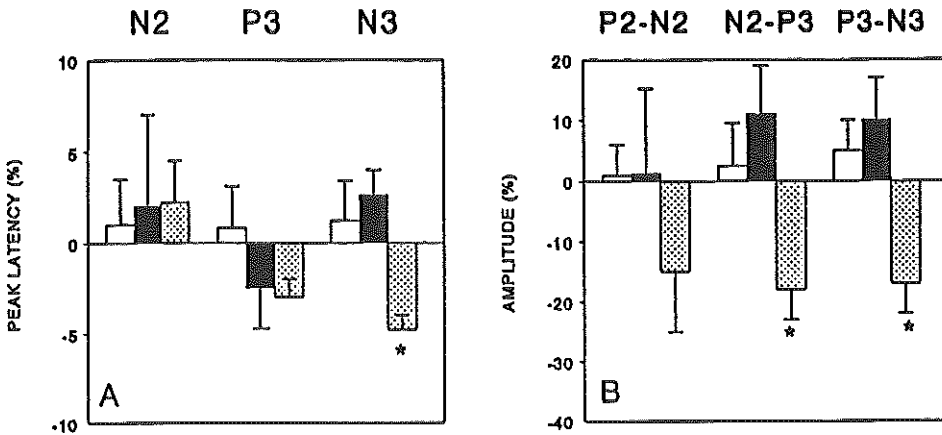 N2 P3 N3
10
5
0
-5
-10
PEAK LATENCY (%)
*
A
P2-N2 N2-P3 P3-N3
20
10
0
-10
-20
-30
-40
AMPLITUDE (%)
* *
B